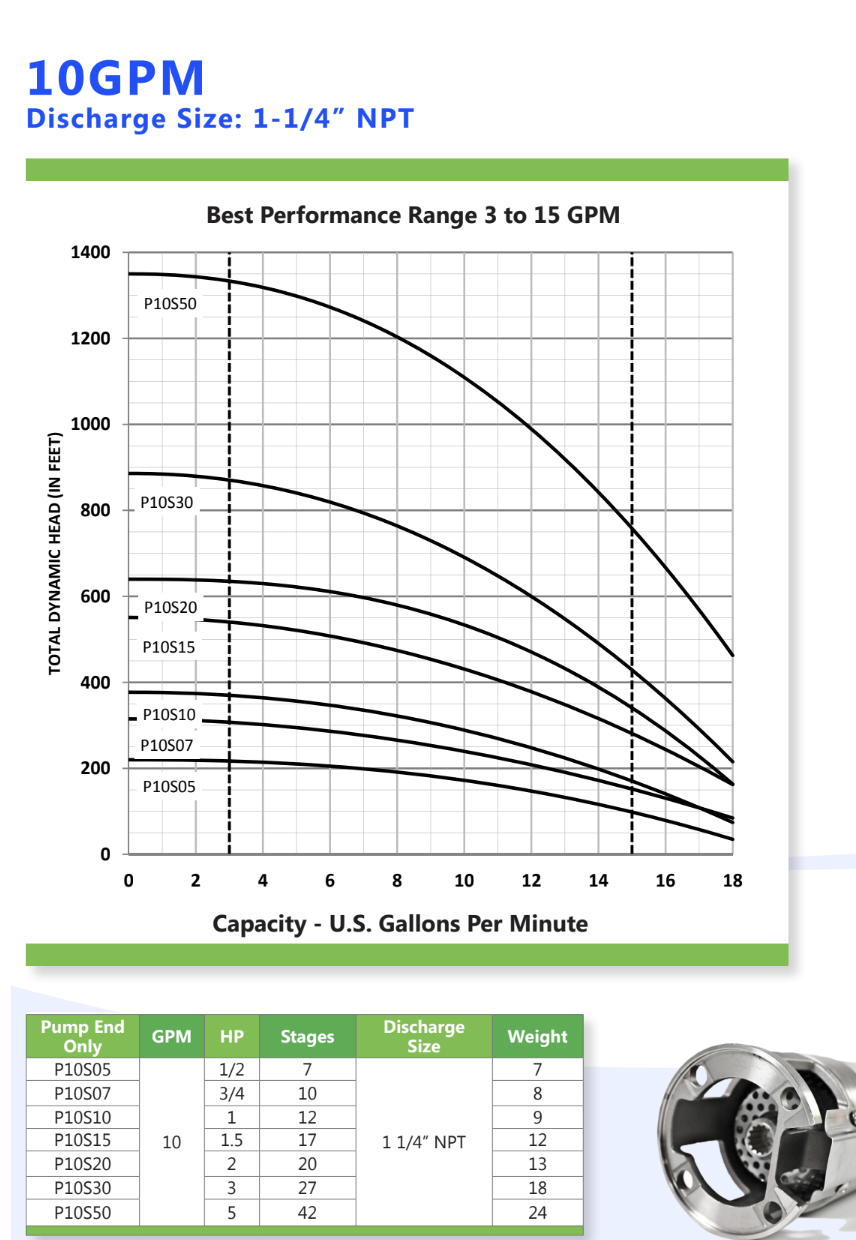 10GPM
Discharge Size: 1-1/4” NPT
Best Performance Range 3 to 15 GPM
1400
1200
1000
800
600
400
200
0
TOTAL DYNAMIC HEAD (IN FEET)
P10S50
P10S30
P10S20
P10S15
P10S10
P10S07
P10S05
0 2 4 6 8 10 12 14 16 18
Capacity - U.S. Gallons Per Minute
Pump End Only GPM HP Stages Discharge Size Weight
P10S05 1/2 7 7
P10S07 3/4 10 8
P10S10 1 12 9
P10S15 10 1.5 17 1 1/4” NPT 12
P10S20 2 20 13
P10S30 3 27 18
P10S50 5 42 24